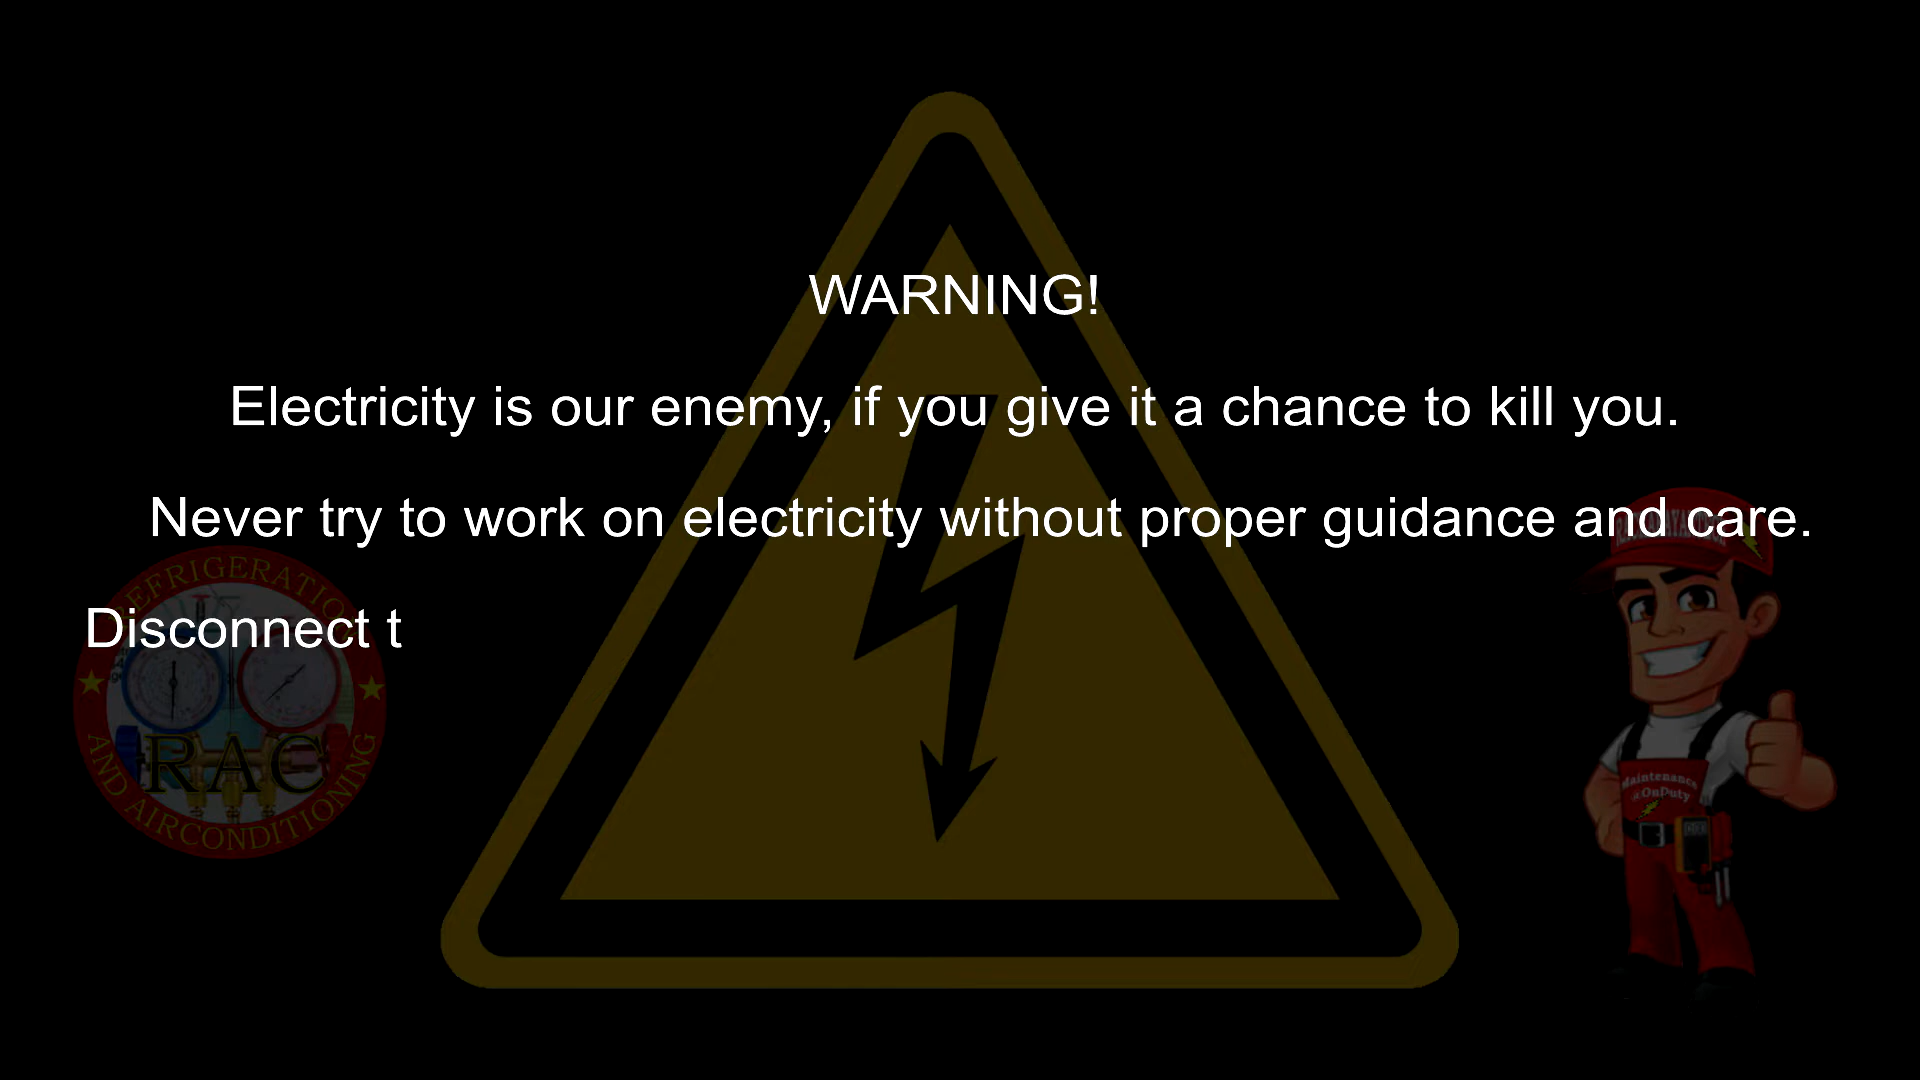 WARNING!
Electricity is our enemy, if you give it a chance to kill you.
Never try to work on electricity without proper guidance and care.
Disconnect t
REFRIGERATION
RAC
AND AIRCONDITIONING
Maintenance
OnDuty